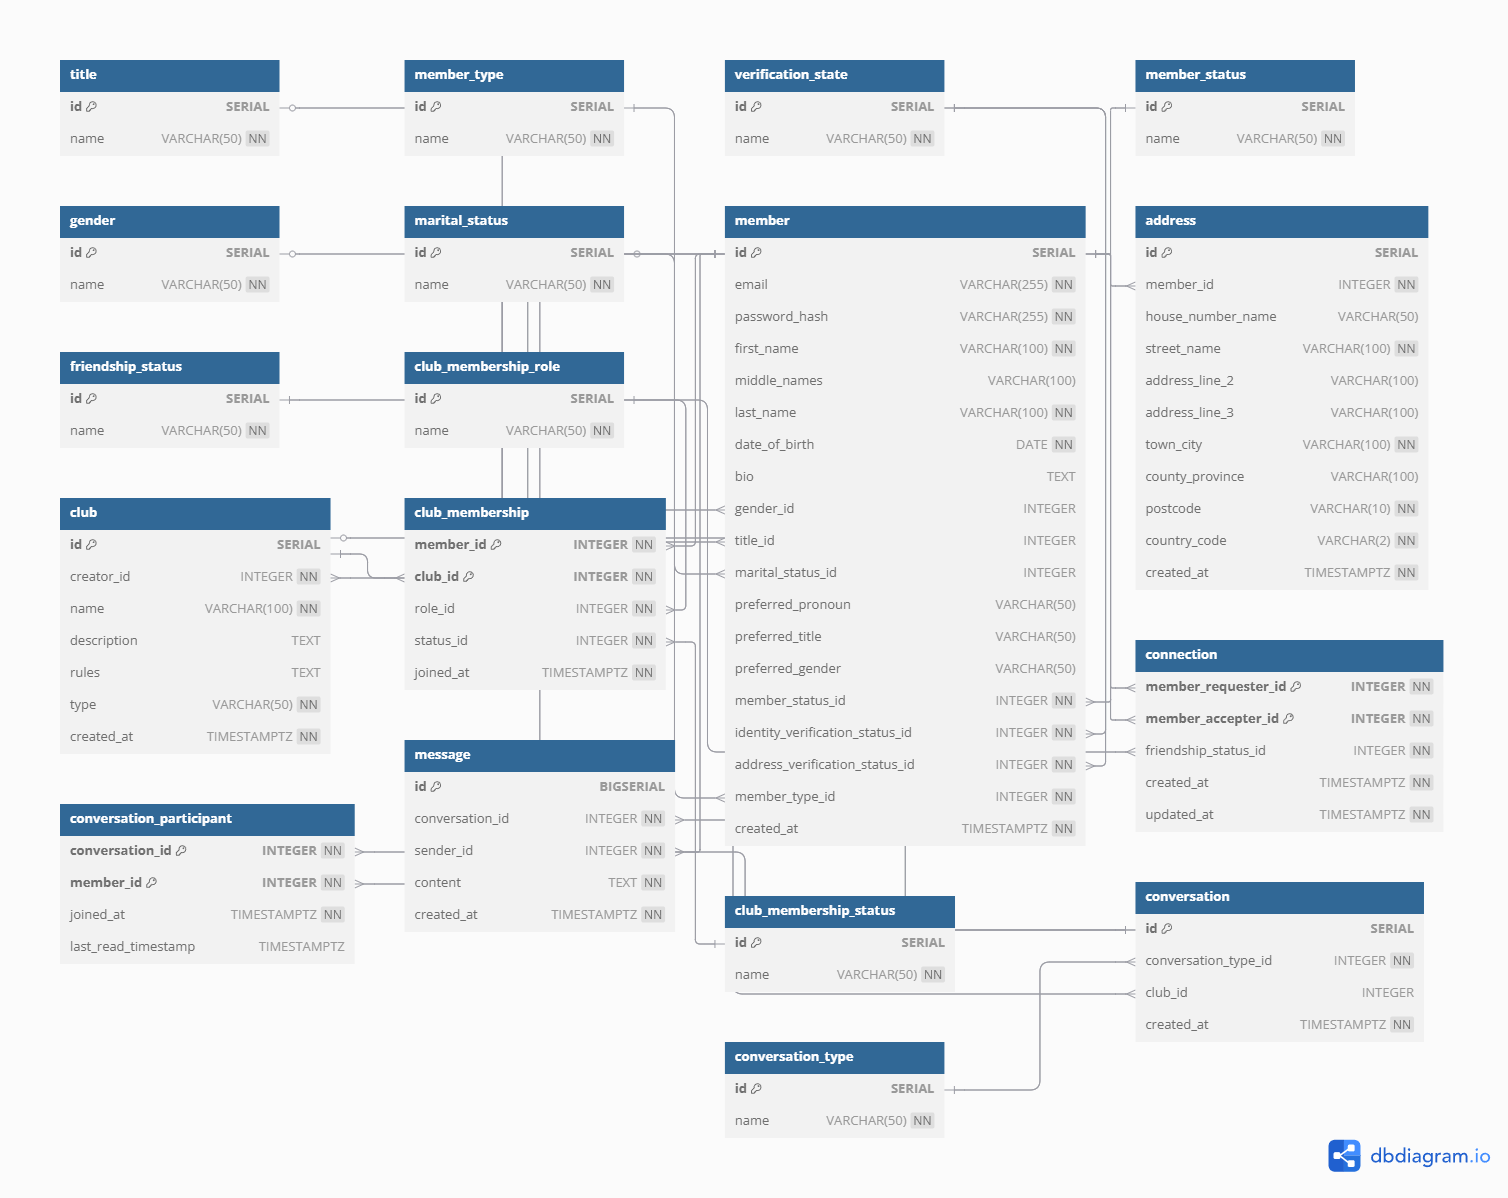 title
id SERIAL
name VARCHAR(50) NN
member_type
id SERIAL
name VARCHAR(50) NN
verification_state
id SERIAL
name VARCHAR(50) NN
member_status
id SERIAL
name VARCHAR(50) NN
gender
id SERIAL
name VARCHAR(50) NN
marital_status
id SERIAL
name VARCHAR(50) NN
member
id SERIAL
email VARCHAR(255) NN
password_hash VARCHAR(255) NN
first_name VARCHAR(100) NN
middle_names VARCHAR(100)
last_name VARCHAR(100) NN
date_of_birth DATE NN
bio TEXT
gender_id INTEGER
title_id INTEGER
marital_status_id INTEGER
preferred_pronoun VARCHAR(50)
preferred_title VARCHAR(50)
preferred_gender VARCHAR(50)
member_status_id INTEGER NN
identity_verification_status_id INTEGER NN
address_verification_status_id INTEGER NN
member_type_id INTEGER NN
created_at TIMESTAMPTZ NN
address
id SERIAL
member_id INTEGER NN
house_number_name VARCHAR(50)
street_name VARCHAR(100) NN
address_line_2 VARCHAR(100)
address_line_3 VARCHAR(100)
town_city VARCHAR(100) NN
county_province VARCHAR(100)
postcode VARCHAR(10) NN
country_code VARCHAR(2) NN
created_at TIMESTAMPTZ NN
friendship_status
id SERIAL
name VARCHAR(50) NN
club_membership_role
id SERIAL
name VARCHAR(50) NN
club
id SERIAL
creator_id INTEGER NN
name VARCHAR(100) NN
description TEXT
rules TEXT
type VARCHAR(50) NN
created_at TIMESTAMPTZ NN
club_membership
member_id INTEGER NN
club_id INTEGER NN
role_id INTEGER NN
status_id INTEGER NN
joined_at TIMESTAMPTZ NN
connection
member_requester_id INTEGER NN
member_accepter_id INTEGER NN
friendship_status_id INTEGER NN
created_at TIMESTAMPTZ NN
updated_at TIMESTAMPTZ NN
message
id BIGSERIAL
conversation_id INTEGER NN
sender_id INTEGER NN
content TEXT NN
created_at TIMESTAMPTZ NN
conversation_participant
conversation_id INTEGER NN
member_id INTEGER NN
joined_at TIMESTAMPTZ NN
last_read_timestamp TIMESTAMPTZ
club_membership_status
id SERIAL
name VARCHAR(50) NN
conversation
id SERIAL
conversation_type_id INTEGER NN
club_id INTEGER
created_at TIMESTAMPTZ NN
conversation_type
id SERIAL
name VARCHAR(50) NN
dbdiagram.io